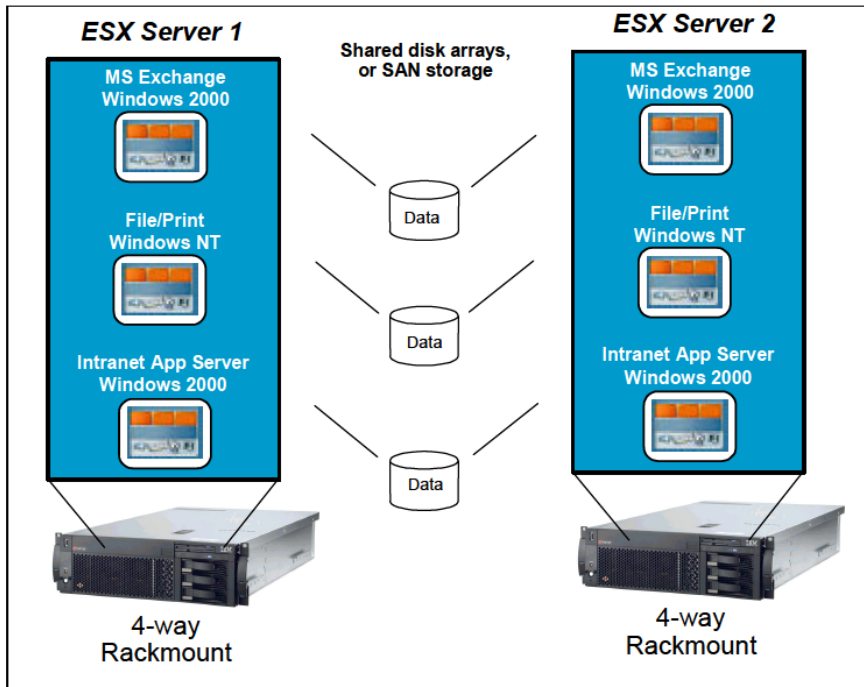 ESX Server 1
MS Exchange
Windows 2000
File/Print
Windows NT
Intranet App Server
Windows 2000
4-way
Rackmount
Shared disk arrays,
or SAN storage
Data
Data
Data
ESX Server 2
MS Exchange
Windows 2000
File/Print
Windows NT
Intranet App Server
Windows 2000
4-way
Rackmount
IBM
IBM